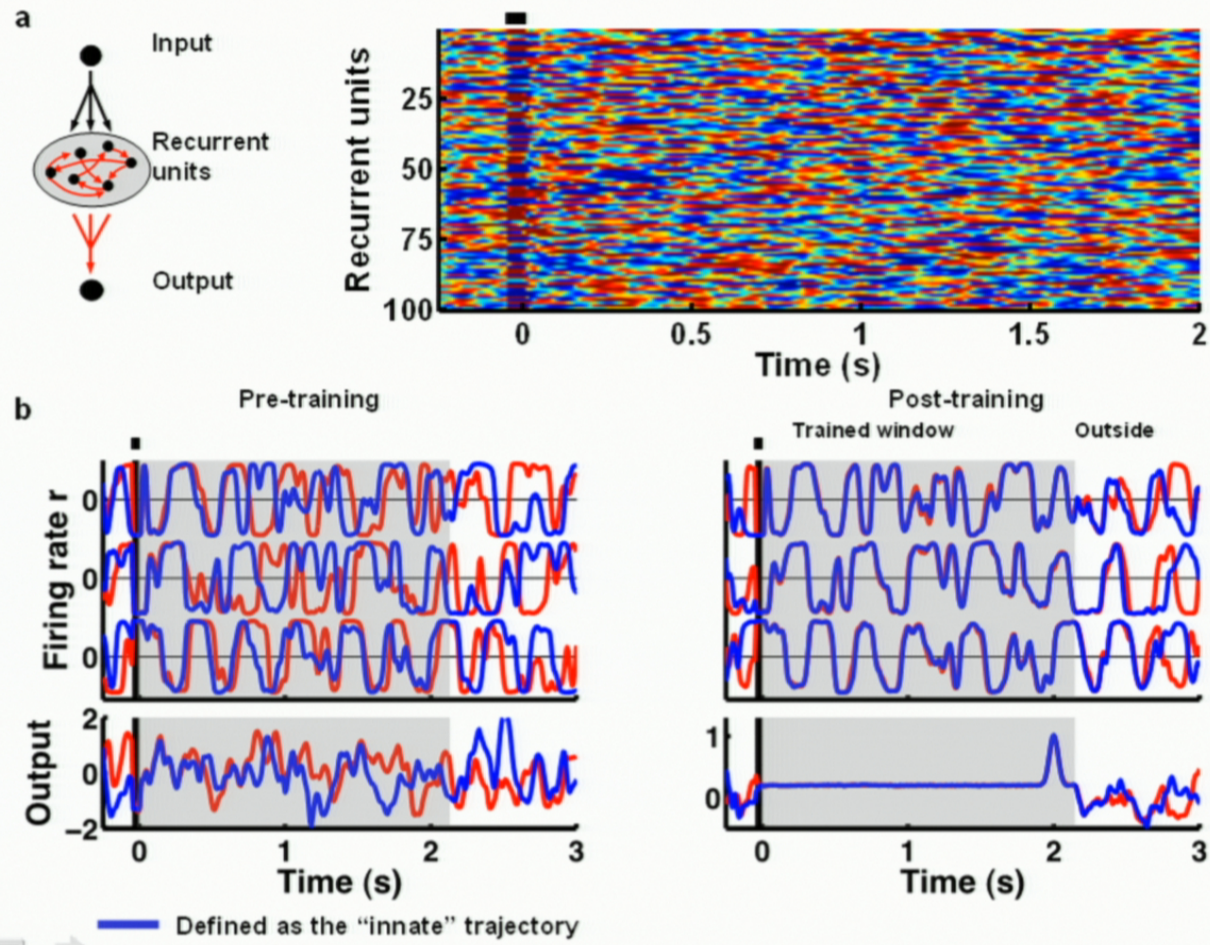 a
Input
Recurrent
units
Output
Recurrent units
25
50
75
100
0
0.5
1
1.5
2
Time (s)
b
Pre-training
Post-training
Trained window
Outside
Firing rate r
0
0
0
Output
2
0
−2
1
0
0
1
2
3
0
1
2
3
Time (s)
Time (s)
Defined as the “innate” trajectory